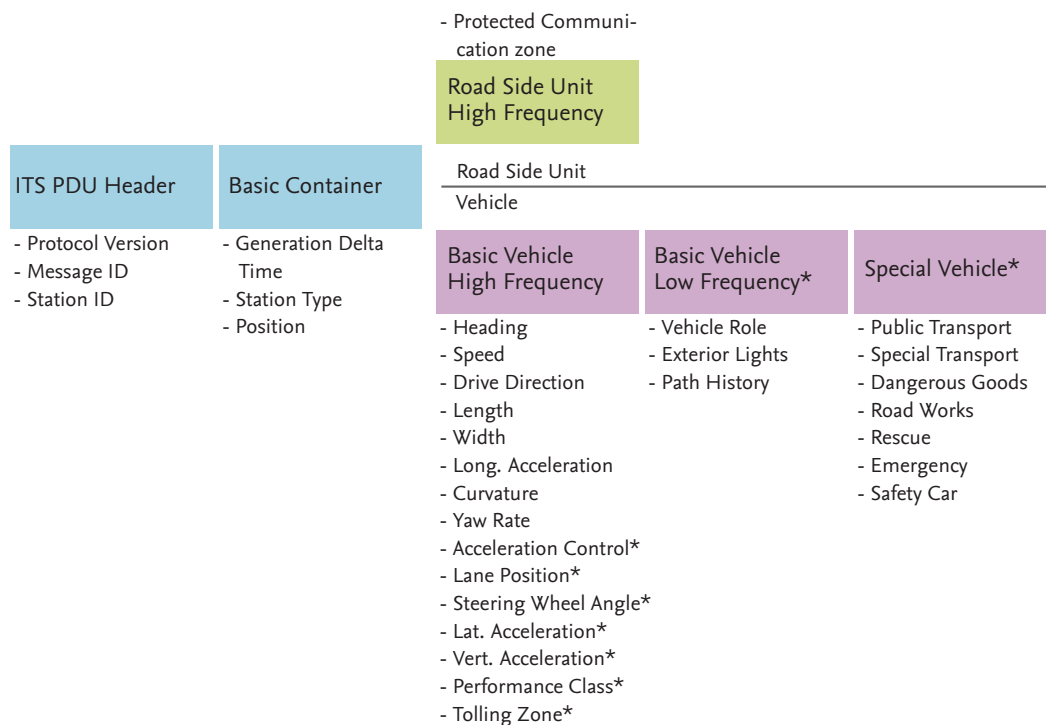 - Protected Communi-
cation zone
Road Side Unit
High Frequency
ITS PDU Header
- Protocol Version
- Message ID
- Station ID
Basic Container
- Generation Delta
Time
- Station Type
- Position
Road Side Unit
Vehicle
Basic Vehicle
High Frequency
- Heading
- Speed
- Drive Direction
- Length
- Width
- Long. Acceleration
- Curvature
- Yaw Rate
- Acceleration Control*
- Lane Position*
- Steering Wheel Angle*
- Lat. Acceleration*
- Vert. Acceleration*
- Performance Class*
- Tolling Zone*
Basic Vehicle
Low Frequency*
- Vehicle Role
- Exterior Lights
- Path History
Special Vehicle*
- Public Transport
- Special Transport
- Dangerous Goods
- Road Works
- Rescue
- Emergency
- Safety Car